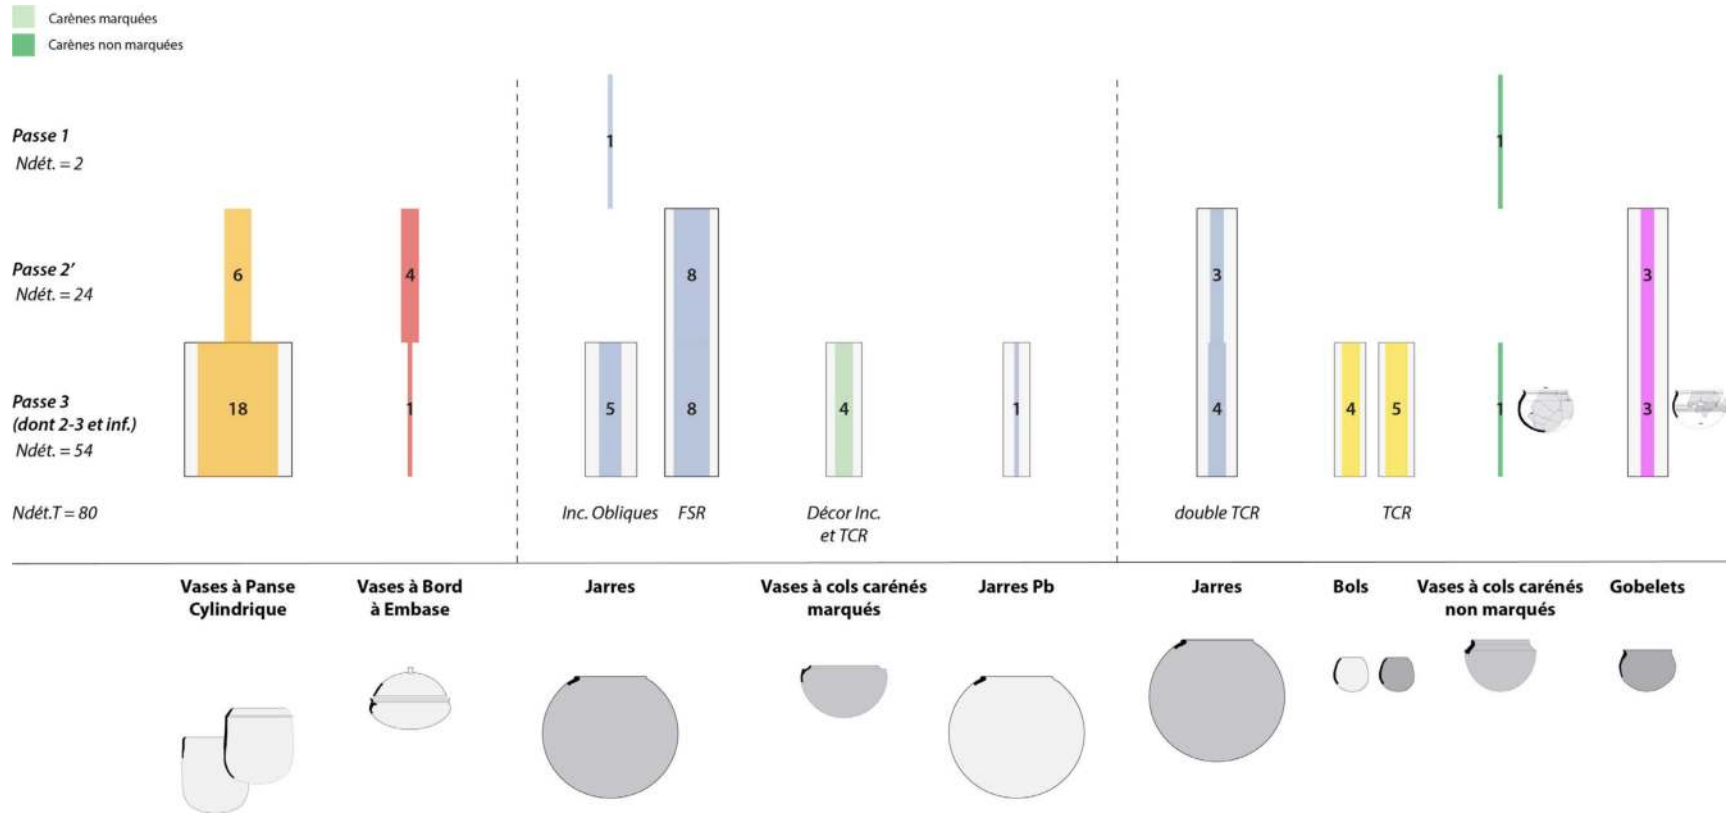 Carènes marquées
Carènes non marquées
Passe 1
Ndét. = 2
1
1
Passe 2’
Ndét. = 24
6
4
8
3
3
Passe 3
(dont 2-3 et inf.)
Ndét. = 54
18
1
5
8
4
1
4
4
5
1
3
Ndét.T = 80
Inc. Obliques
FSR
Décor Inc.
et TCR
double TCR
TCR
Vases à Panse
Cylindrique
Vases à Bord
à Embase
Jarres
Vases à cols carénés
marqués
Jarres Pb
Jarres
Bols
Vases à cols carénés
non marqués
Gobelets